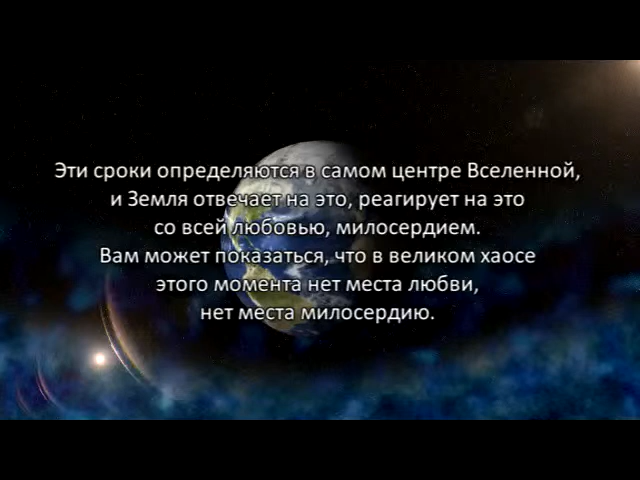 Эти сроки определяются в самом центре Вселенной,
и Земля отвечает на это, реагирует на это
со всей любовью, милосердием.
Вам может показаться, что в великом хаосе
этого момента нет места любви,
нет места милосердию.